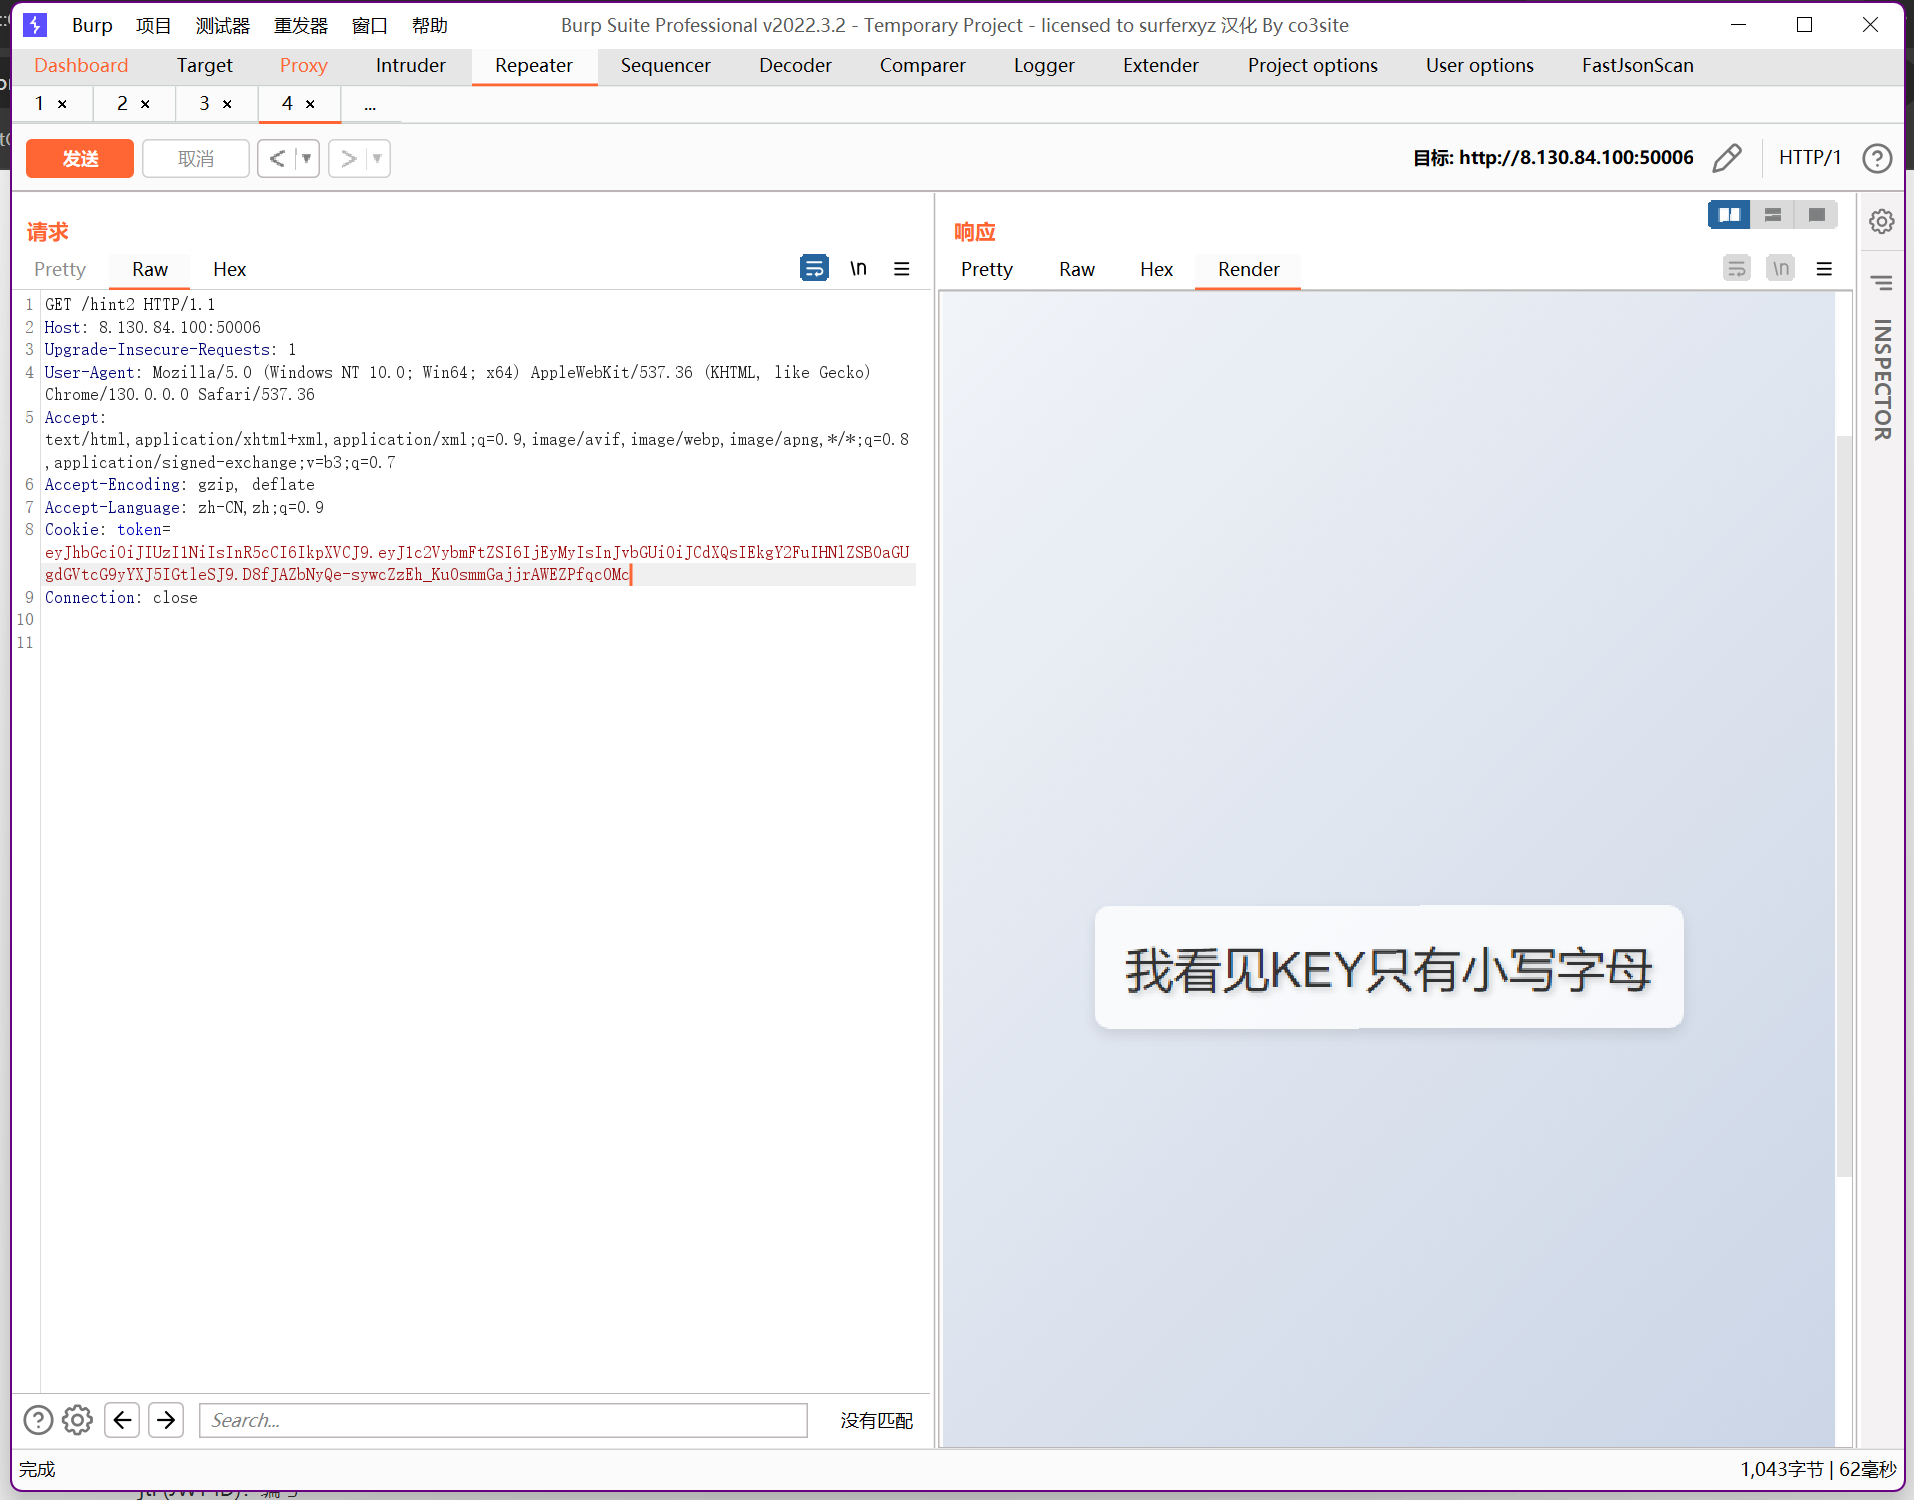 Burp 项目 测试器 重发器 窗口 帮助 Burp Suite Professional v2022.3.2 - Temporary Project - licensed to surferxyz 汉化 By co3site
Dashboard Target Proxy Intruder Repeater Sequencer Decoder Comparer Logger Extender Project options User options FastJsonScan
1 × 2 × 3 × 4 × ...
发送 取消 < > 目标: http://8.130.84.100:50006 HTTP/1
请求
Pretty Raw Hex \n
1 GET /hint2 HTTP/1.1
2 Host: 8.130.84.100:50006
3 Upgrade-Insecure-Requests: 1
4 User-Agent: Mozilla/5.0 (Windows NT 10.0; Win64; x64) AppleWebKit/537.36 (KHTML, like Gecko)
Chrome/130.0.0.0 Safari/537.36
5 Accept:
text/html,application/xhtml+xml,application/xml;q=0.9,image/avif,image/webp,image/apng,*/*;q=0.8
,application/signed-exchange;v=b3;q=0.7
6 Accept-Encoding: gzip, deflate
7 Accept-Language: zh-CN,zh;q=0.9
8 Cookie: token=
eyJhbGciOiJIUzI1NiIsInR5cCI6IkpXVCJ9.eyJ1c2VybmFtZSI6IjEyMyIsInJvbGUiOiJCdXQsIEkgY2FuIHNlZSB0aGU
gdGVtcG9yYXJ5IGtleSJ9.D8fJAZbNyQe-sywcZzEh_KuOsmmGajjrAWEZPfqcOMc
9 Connection: close
10
11
Search...
没有匹配
响应
Pretty Raw Hex Render \n
我看见KEY只有小写字母
INSPECTOR
完成
1,043字节 | 62毫秒